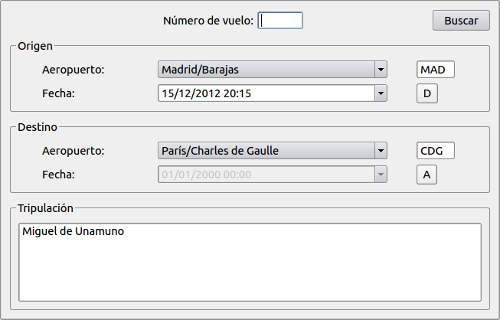 Número de vuelo: Buscar
Origen
Aeropuerto: Madrid/Barajas MAD
Fecha: 15/12/2012 20:15 D
Destino
Aeropuerto: París/Charles de Gaulle CDG
Fecha: 01/01/2000 00:00 A
Tripulación
Miguel de Unamuno